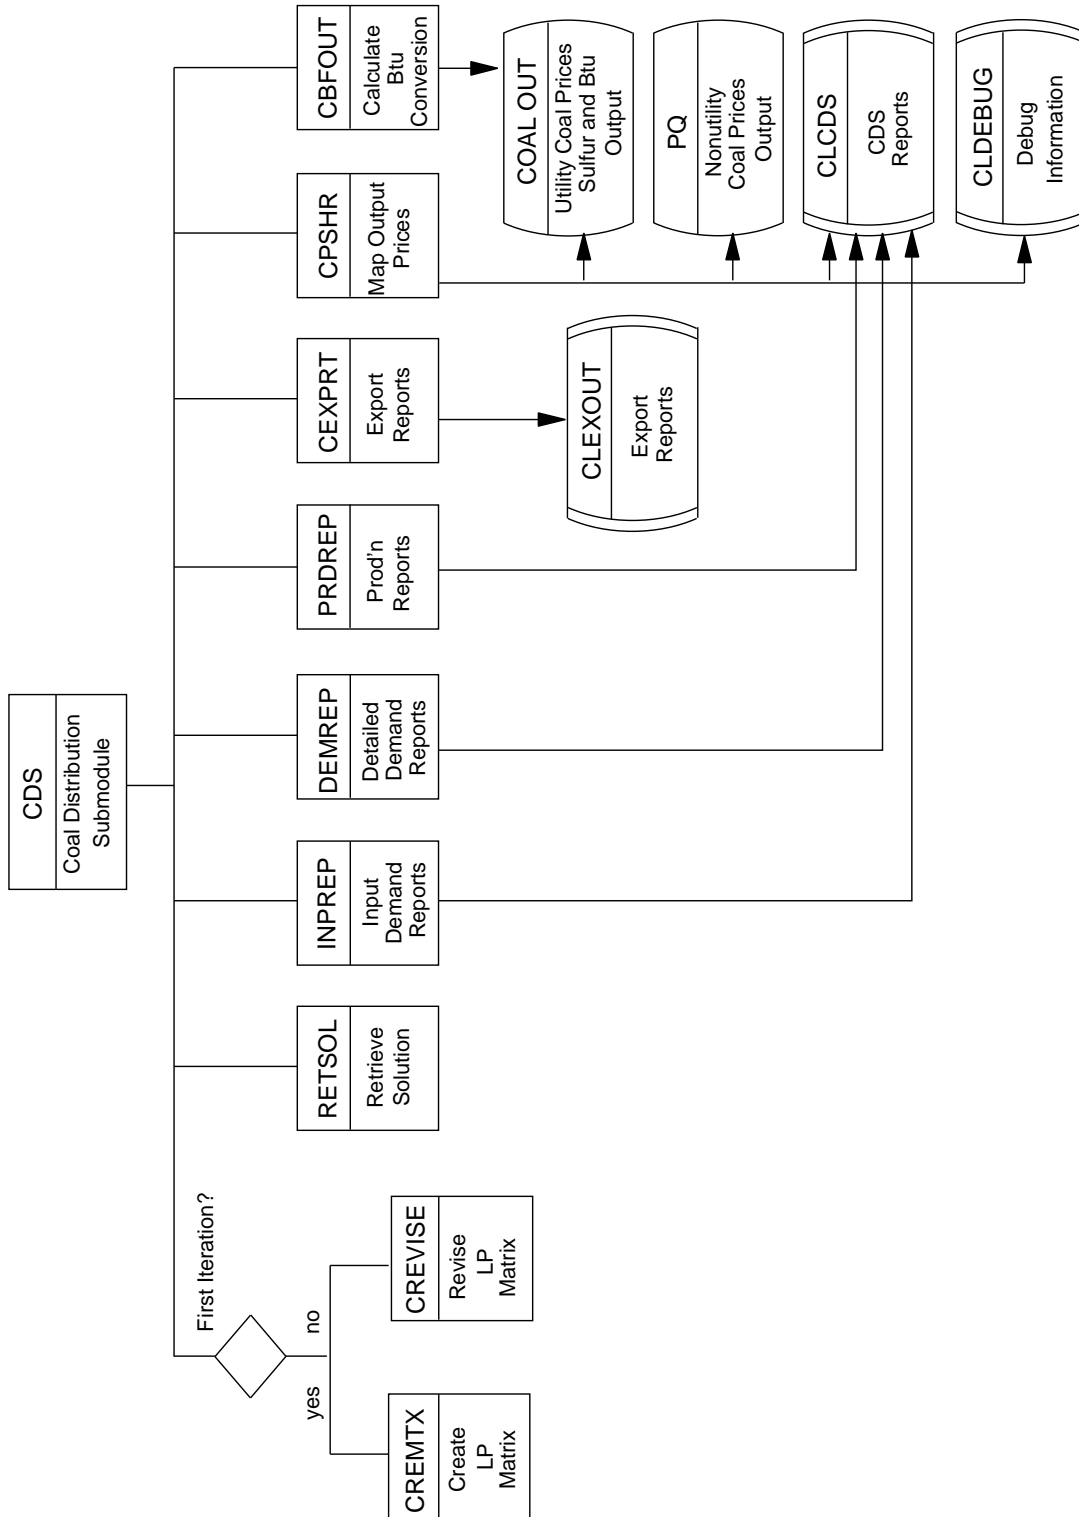 CDS
Coal Distribution
Submodule
First Iteration?
yes
no
CREMTX
Create
LP
Matrix
CREVISE
Revise
LP
Matrix
RETSOL
Retrieve
Solution
INPREP
Input
Demand
Reports
DEMREP
Detailed
Demand
Reports
PRDREP
Prod'n
Reports
CEXPRT
Export
Reports
CPSHR
Map Output
Prices
CBFOUT
Calculate
Btu
Conversion
CLEXOUT
Export
Reports
COAL OUT
Utility Coal Prices
Sulfur and Btu
Output
PQ
Nonutility
Coal Prices
Output
CLCDS
CDS
Reports
CLDEBUG
Debug
Information